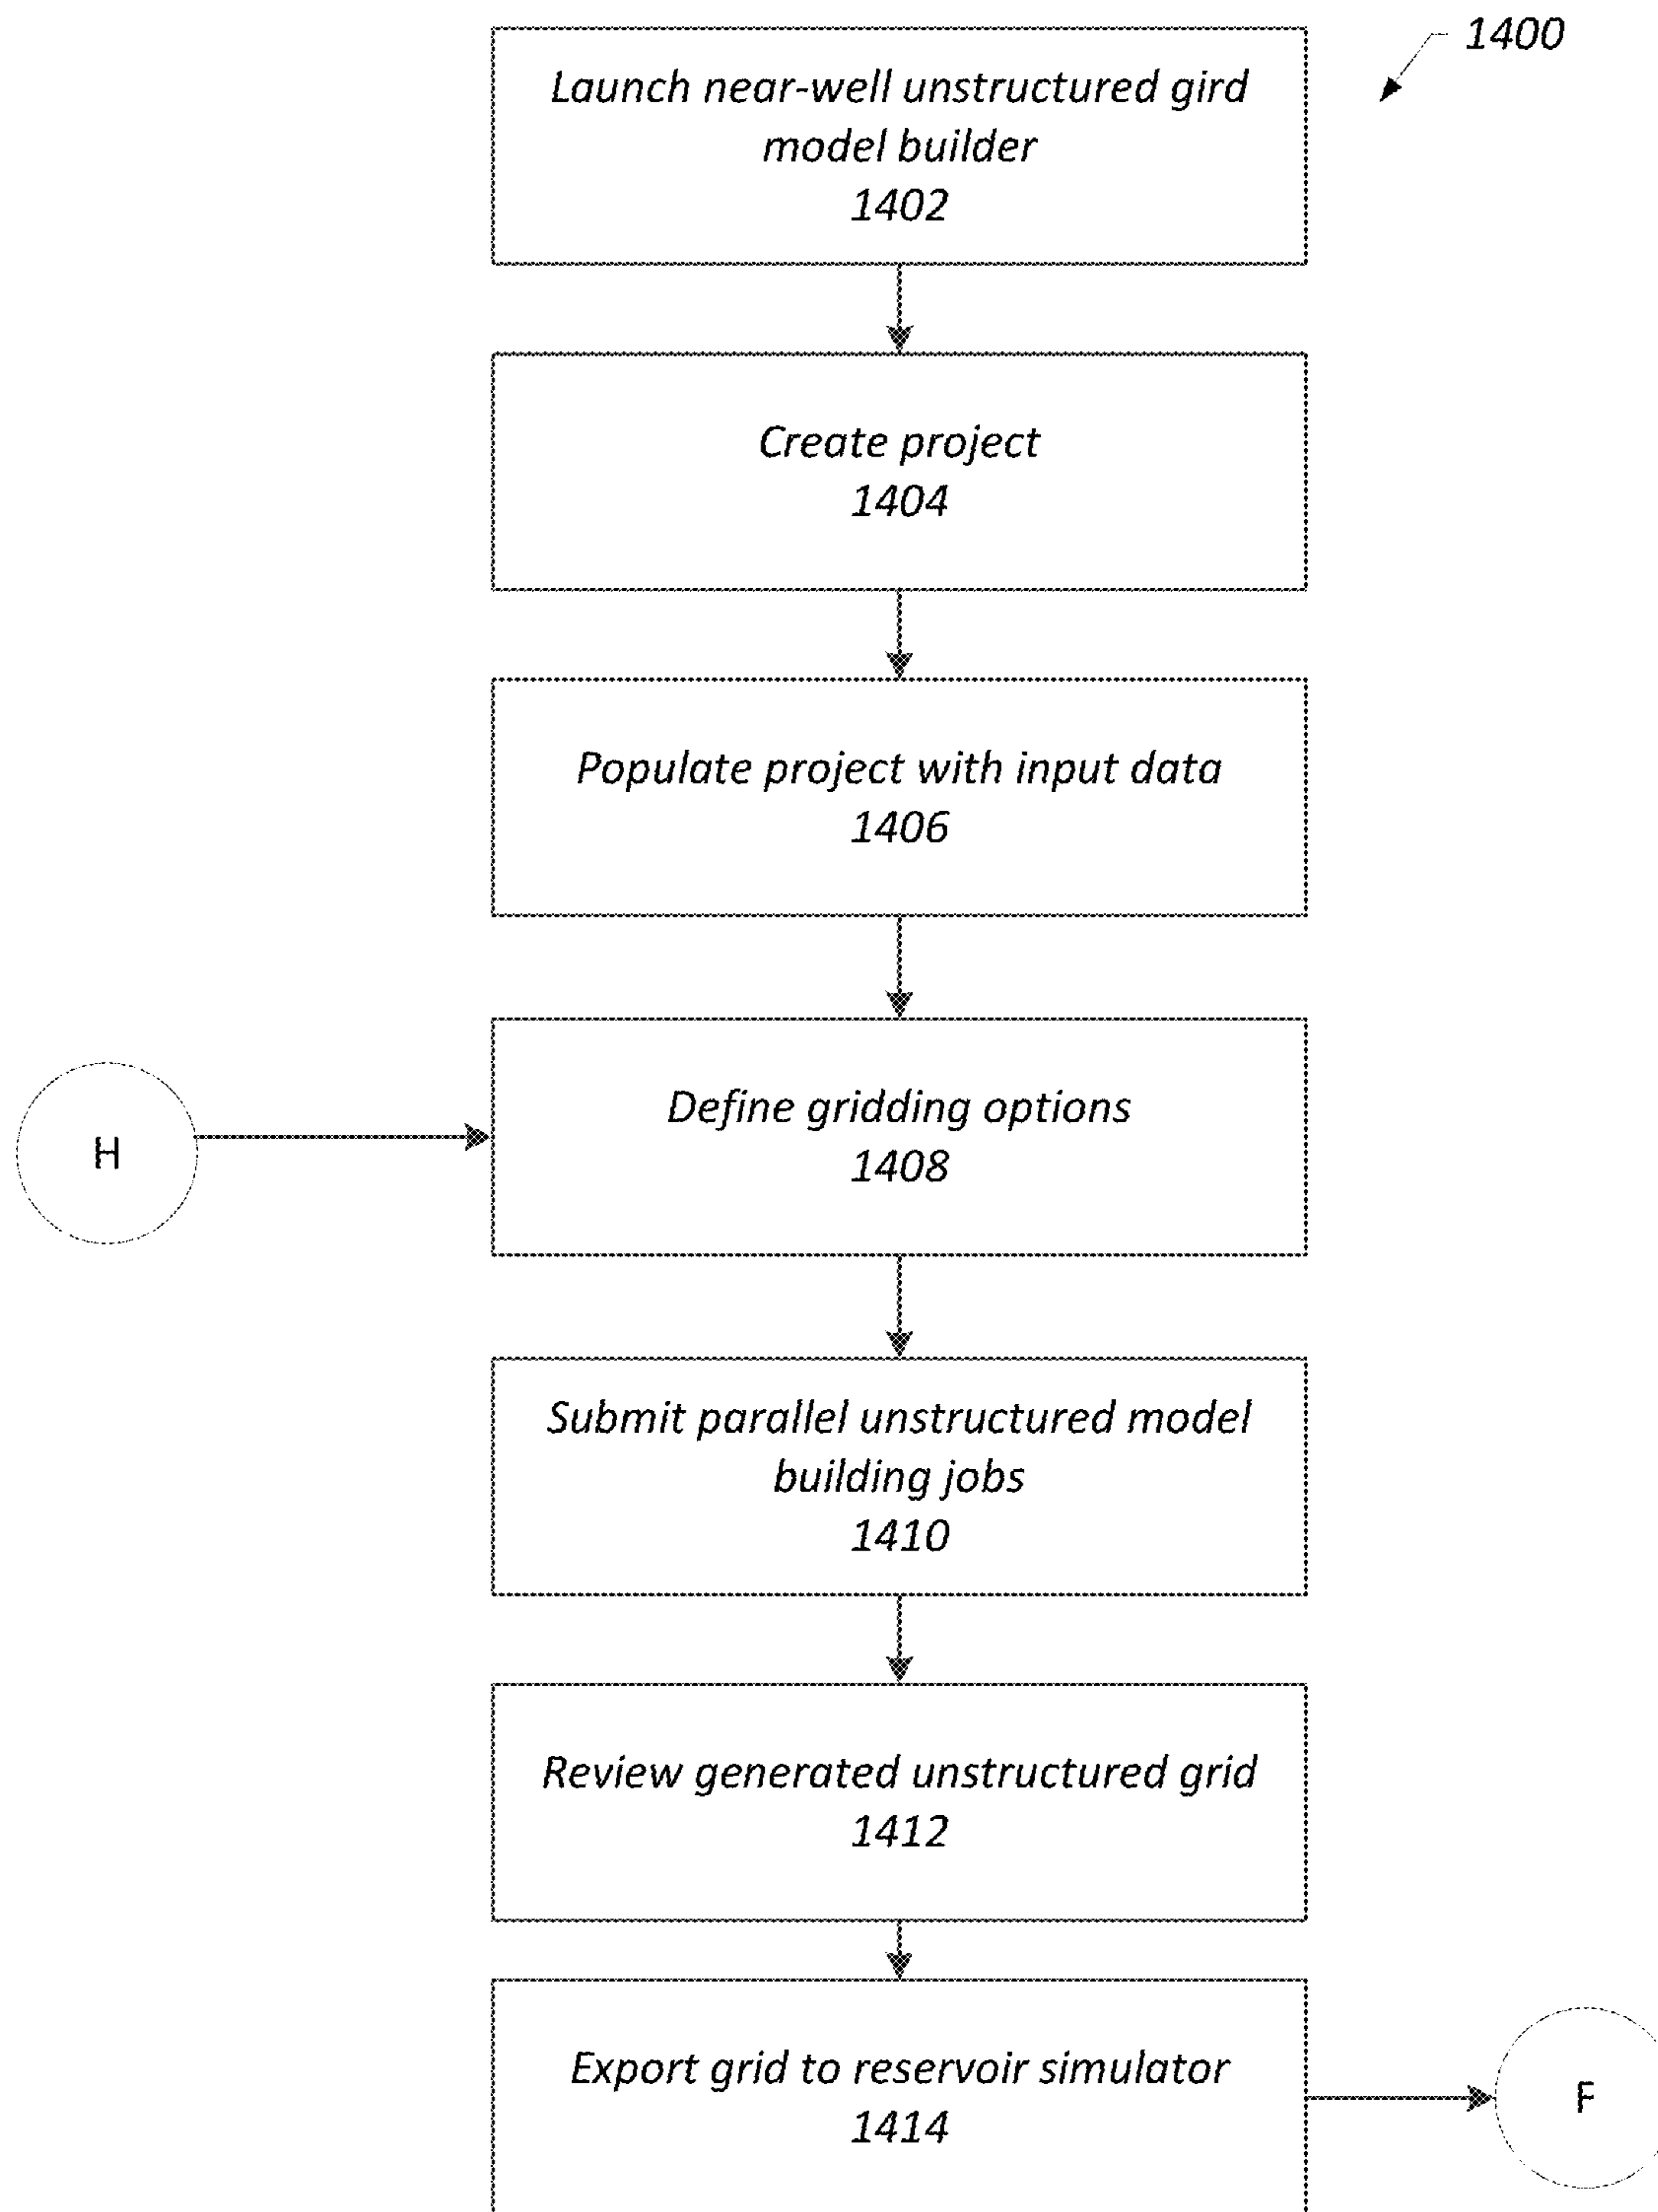 1400
Launch near-well unstructured gird
model builder
1402
Create project
1404
Populate project with input data
1406
H
Define gridding options
1408
Submit parallel unstructured model
building jobs
1410
Review generated unstructured grid
1412
Export grid to reservoir simulator
1414
F